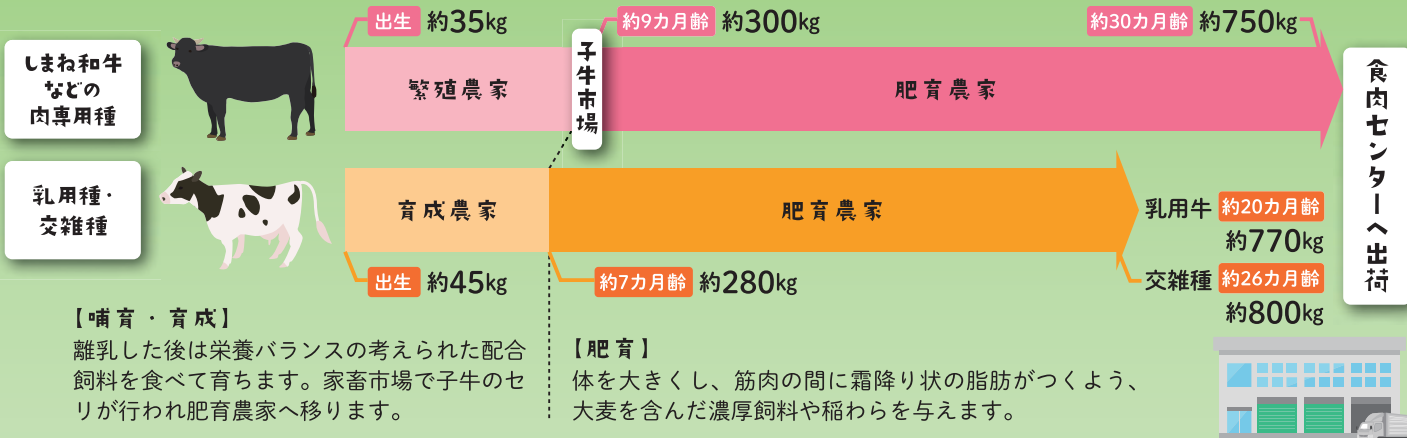 しまね和牛
などの
肉専用種
出生 約35kg
繁殖農家
子牛市場
約9カ月齢 約300kg
肥育農家
約30カ月齢 約750kg
食肉センターへ出荷
乳用種・
交雑種
育成農家
出生 約45kg
肥育農家
約7カ月齢 約280kg
乳用牛 約20カ月齢
約770kg
交雑種 約26カ月齢
約800kg
【哺育・育成】
離乳した後は栄養バランスの考えられた配合
飼料を食べて育ちます。家畜市場で子牛のセ
リが行われ肥育農家へ移ります。
【肥育】
体を大きくし、筋肉の間に霜降り状の脂肪がつくよう、
大麦を含んだ濃厚飼料や稲わらを与えます。